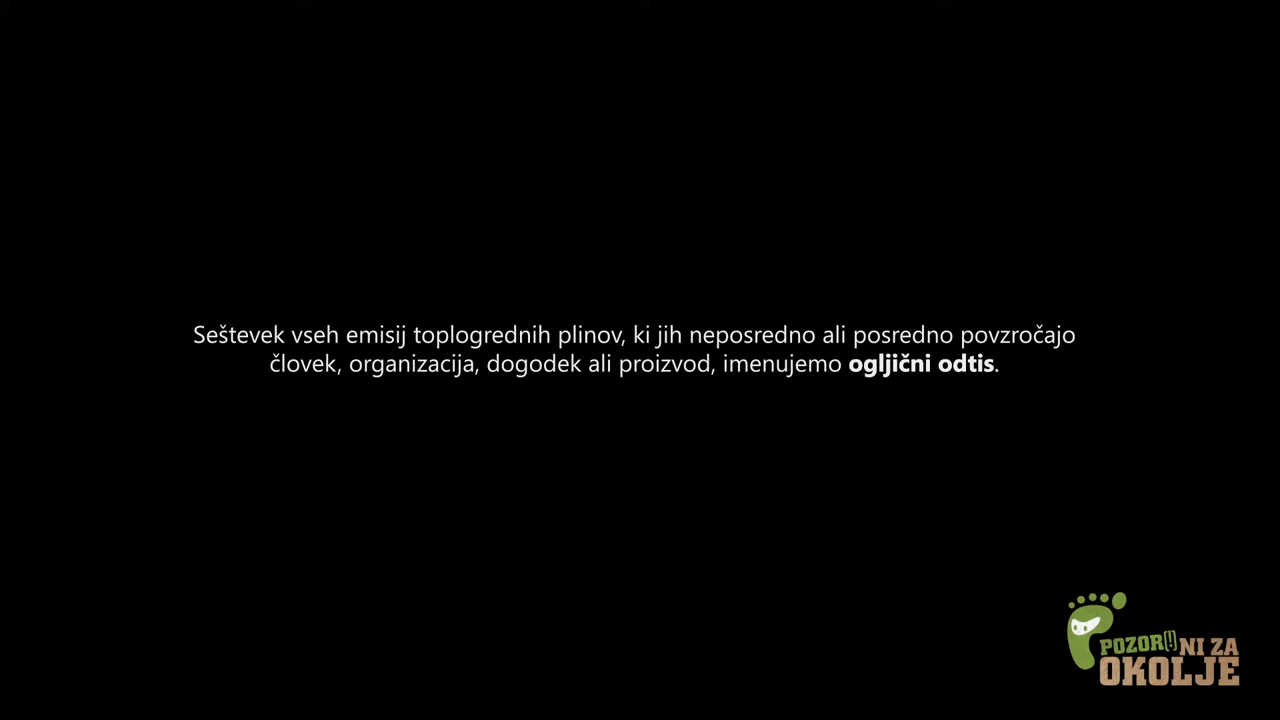 Seštevek vseh emisij toplogrednih plinov, ki jih neposredno ali posredno povzročajo
človek, organizacija, dogodek ali proizvod, imenujemo ogljični odtis.
POZOR(!)NI ZA
OKOLJE